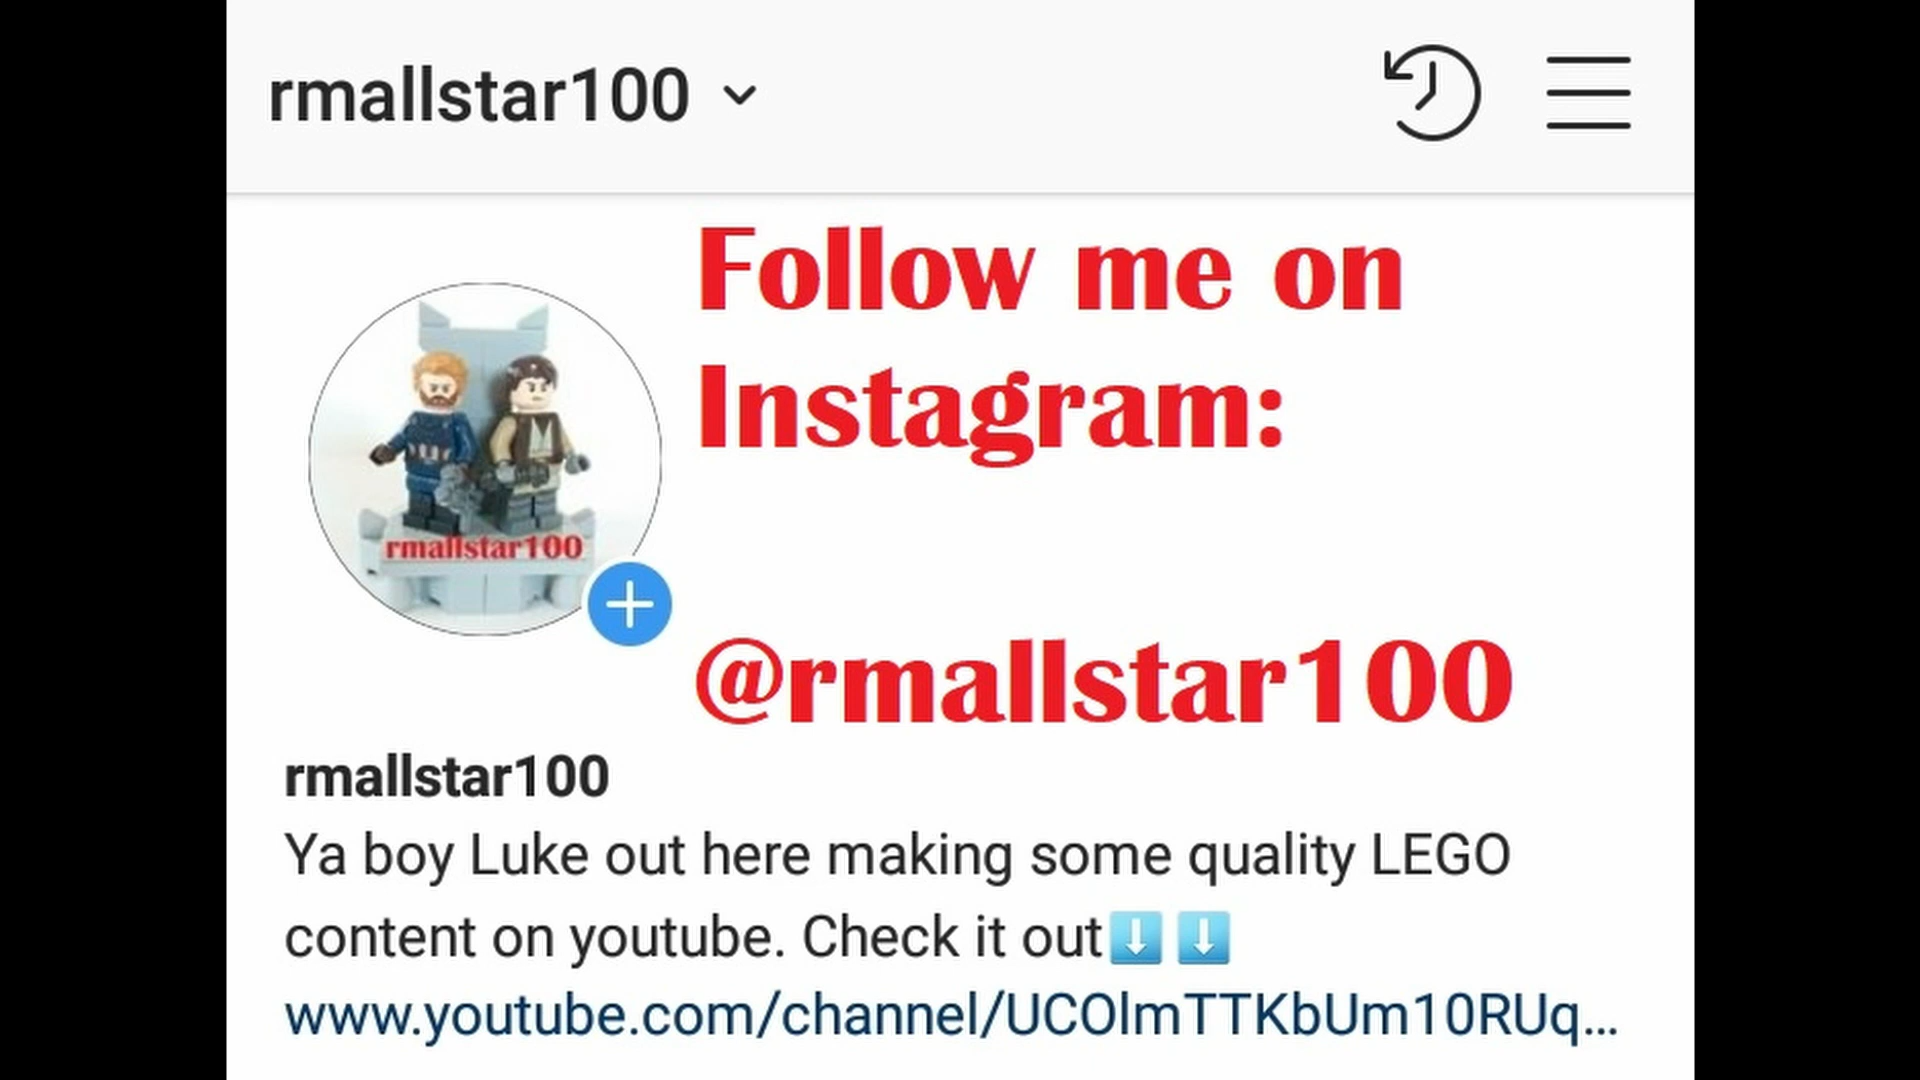 rmallstar100
Follow me on
Instagram:
rmallstar100
@rmallstar100
rmallstar100
Ya boy Luke out here making some quality LEGO
content on youtube. Check it out⬇️⬇️
www.youtube.com/channel/UCOlmTTKbUm10RUq...